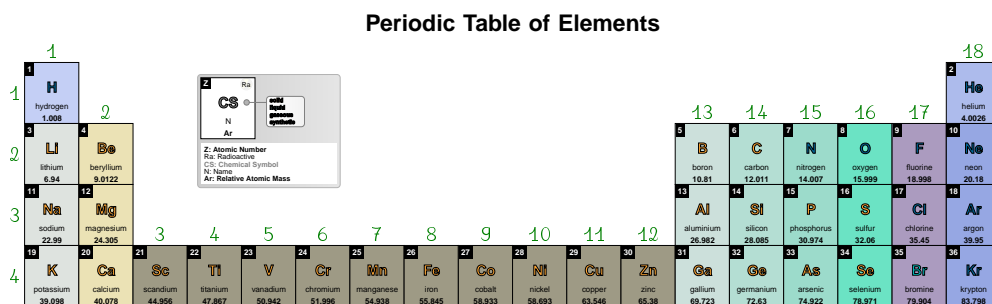 Periodic Table of Elements
1 18
1 H hydrogen 1.008
Z Ra CS N Ar
solid
liquid
gaseous
synthetic
2 He helium 4.0026
1
2 13 14 15 16 17
3 Li lithium 6.94
4 Be beryllium 9.0122
Z: Atomic Number
Ra: Radioactive
CS: Chemical Symbol
N: Name
Ar: Relative Atomic Mass
5 B boron 10.81
6 C carbon 12.011
7 N nitrogen 14.007
8 O oxygen 15.999
9 F fluorine 18.998
10 Ne neon 20.18
2
11 Na sodium 22.99
12 Mg magnesium 24.305
13 Al aluminium 26.982
14 Si silicon 28.085
15 P phosphorus 30.974
16 S sulfur 32.06
17 Cl chlorine 35.45
18 Ar argon 39.95
3
3 4 5 6 7 8 9 10 11 12
4
19 K potassium 39.098
20 Ca calcium 40.078
21 Sc scandium 44.956
22 Ti titanium 47.867
23 V vanadium 50.942
24 Cr chromium 51.996
25 Mn manganese 54.938
26 Fe iron 55.845
27 Co cobalt 58.933
28 Ni nickel 58.693
29 Cu copper 63.546
30 Zn zinc 65.38
31 Ga gallium 69.723
32 Ge germanium 72.63
33 As arsenic 74.922
34 Se selenium 78.971
35 Br bromine 79.904
36 Kr krypton 83.798